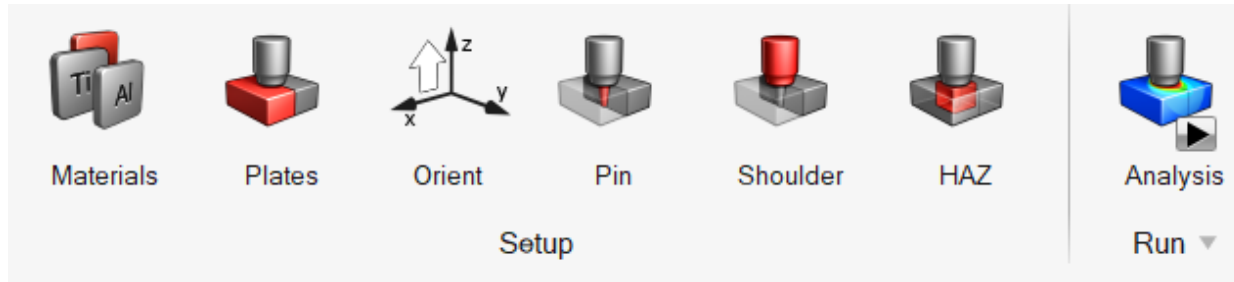 Ti Al z y x
Materials Plates Orient Pin Shoulder HAZ Analysis
Setup Run